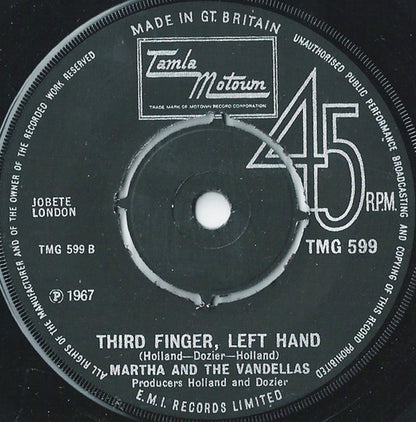 MADE IN GT. BRITAIN
Tamla
Motown
TRADE MARK OF MOTOWN RECORD CORPORATION
45
R.P.M.
TMG 599
JOBETE
LONDON
TMG 599 B
Ⓟ 1967
THIRD FINGER, LEFT HAND
(Holland—Dozier—Holland)
MARTHA AND THE VANDELLAS
Producers Holland and Dozier
E.M.I. RECORDS LIMITED
ALL RIGHTS OF THE MANUFACTURER AND OF THE OWNER OF THE RECORDED WORK RESERVED
UNAUTHORISED PUBLIC PERFORMANCE BROADCASTING AND COPYING OF THIS RECORD PROHIBITED